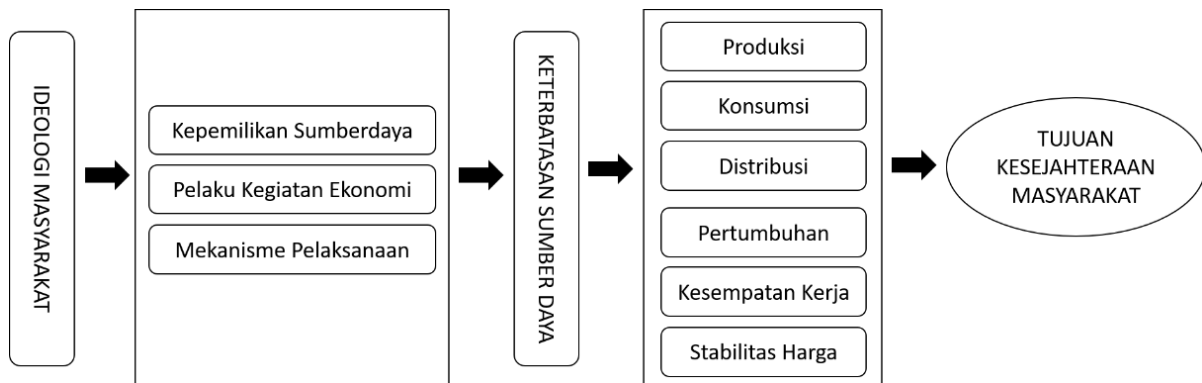 IDEOLOGI MASYARAKAT
Kepemilikan Sumberdaya
Pelaku Kegiatan Ekonomi
Mekanisme Pelaksanaan
KETERBATASAN SUMBER DAYA
Produksi
Konsumsi
Distribusi
Pertumbuhan
Kesempatan Kerja
Stabilitas Harga
TUJUAN
KESEJAHTERAAN
MASYARAKAT